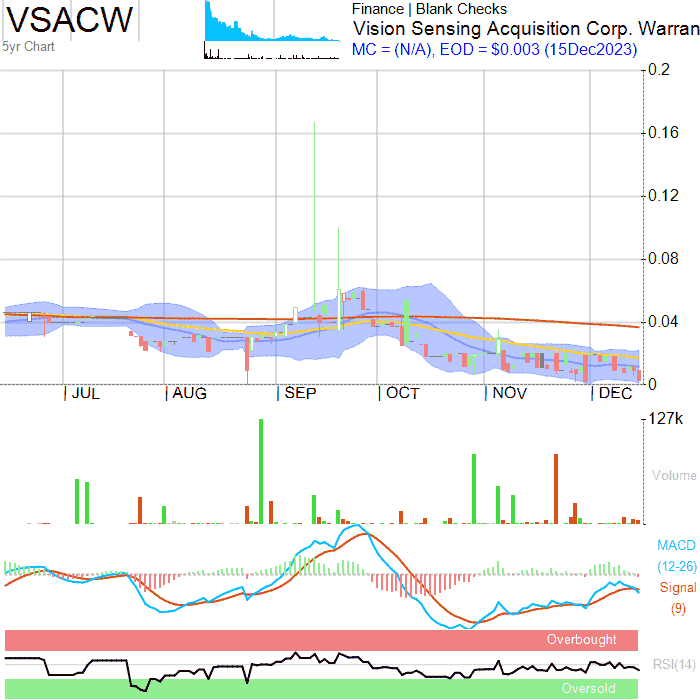 VSACW
5yr Chart
Finance | Blank Checks
Vision Sensing Acquisition Corp. Warran
MC = (N/A), EOD = $0.003 (15Dec2023)
0.2
0.16
0.12
0.08
0.04
0
JUL AUG SEP OCT NOV DEC
127k
Volume
MACD
(12-26)
Signal
(9)
Overbought
RSI(14)
Oversold